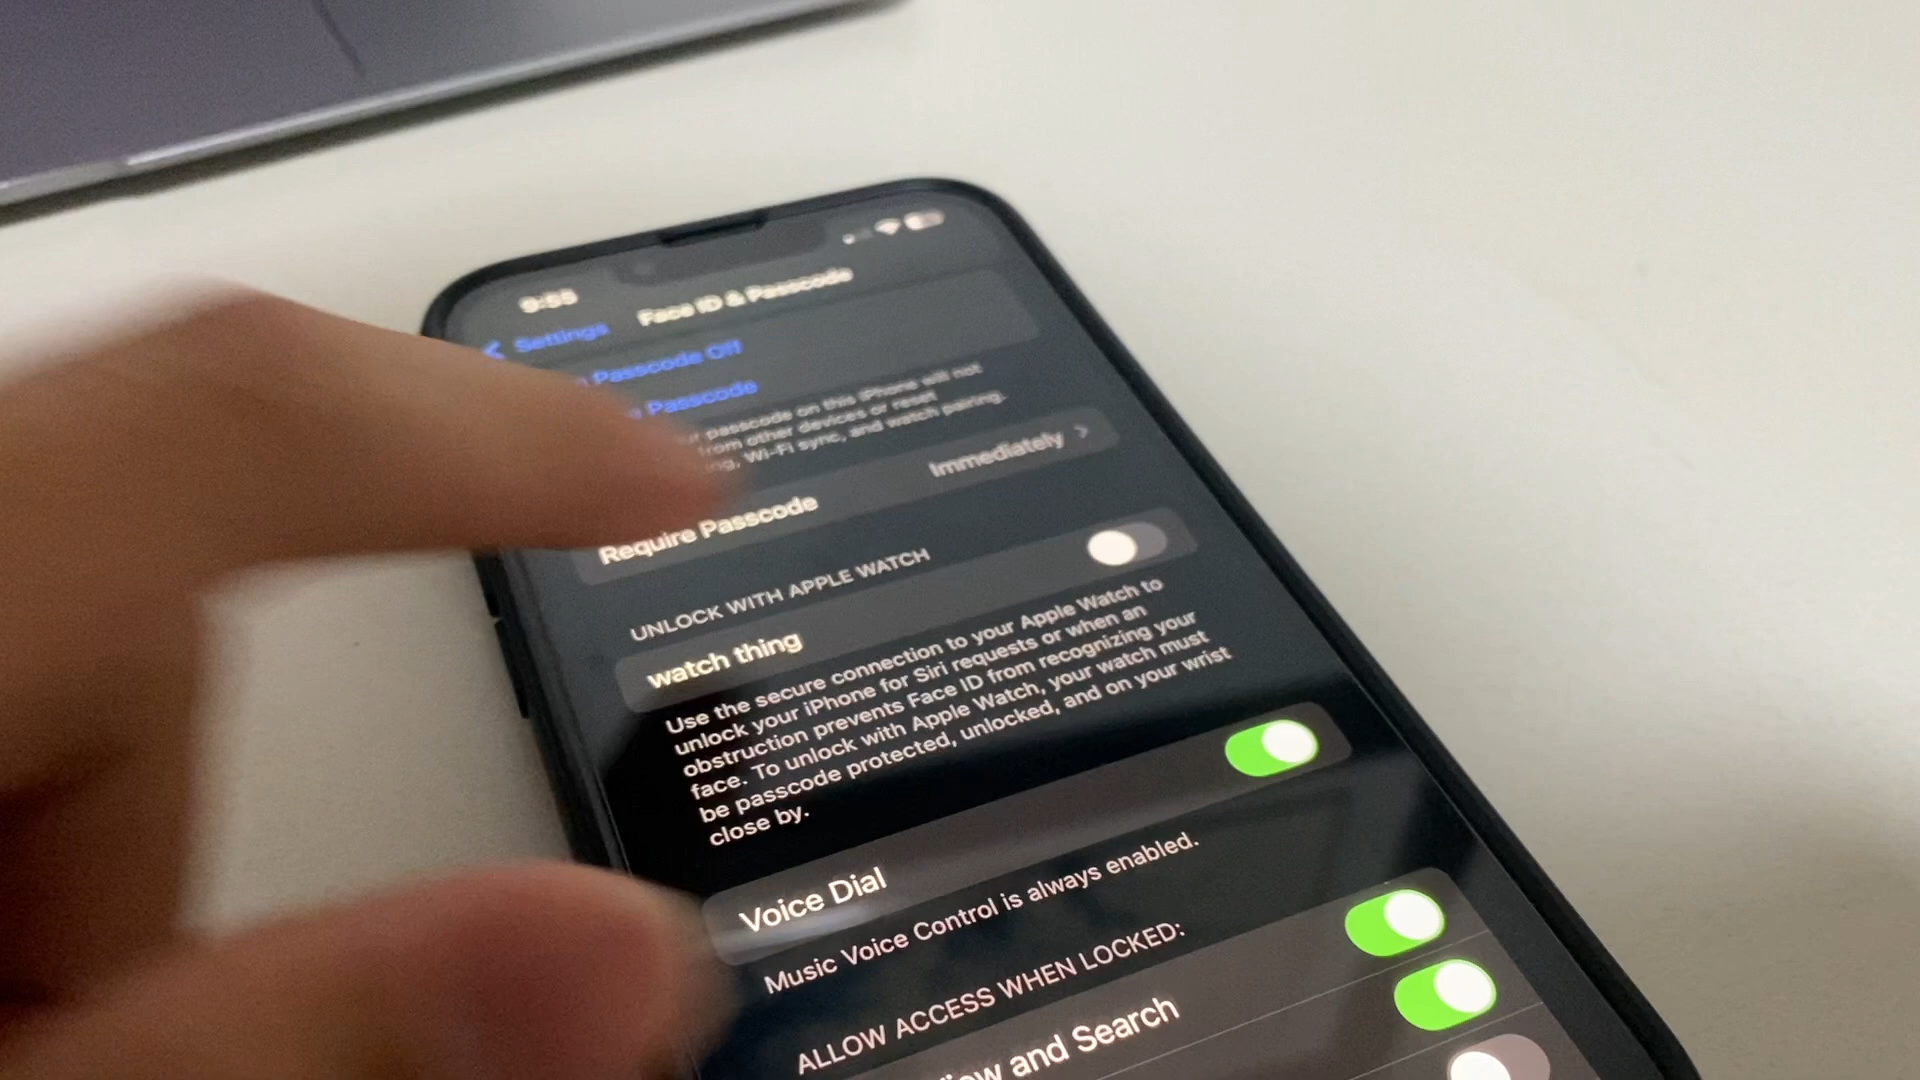 9:55
Settings
Face ID & Passcode
Passcode Off
Passcode
passcode on this iPhone will not
from other devices or reset
Wi-Fi sync, and watch pairing.
Require Passcode Immediately
UNLOCK WITH APPLE WATCH
watch thing
Use the secure connection to your Apple Watch to
unlock your iPhone for Siri requests or when an
obstruction prevents Face ID from recognizing your
face. To unlock with Apple Watch, your watch must
be passcode protected, unlocked, and on your wrist
close by.
Voice Dial
Music Voice Control is always enabled.
ALLOW ACCESS WHEN LOCKED:
and Search